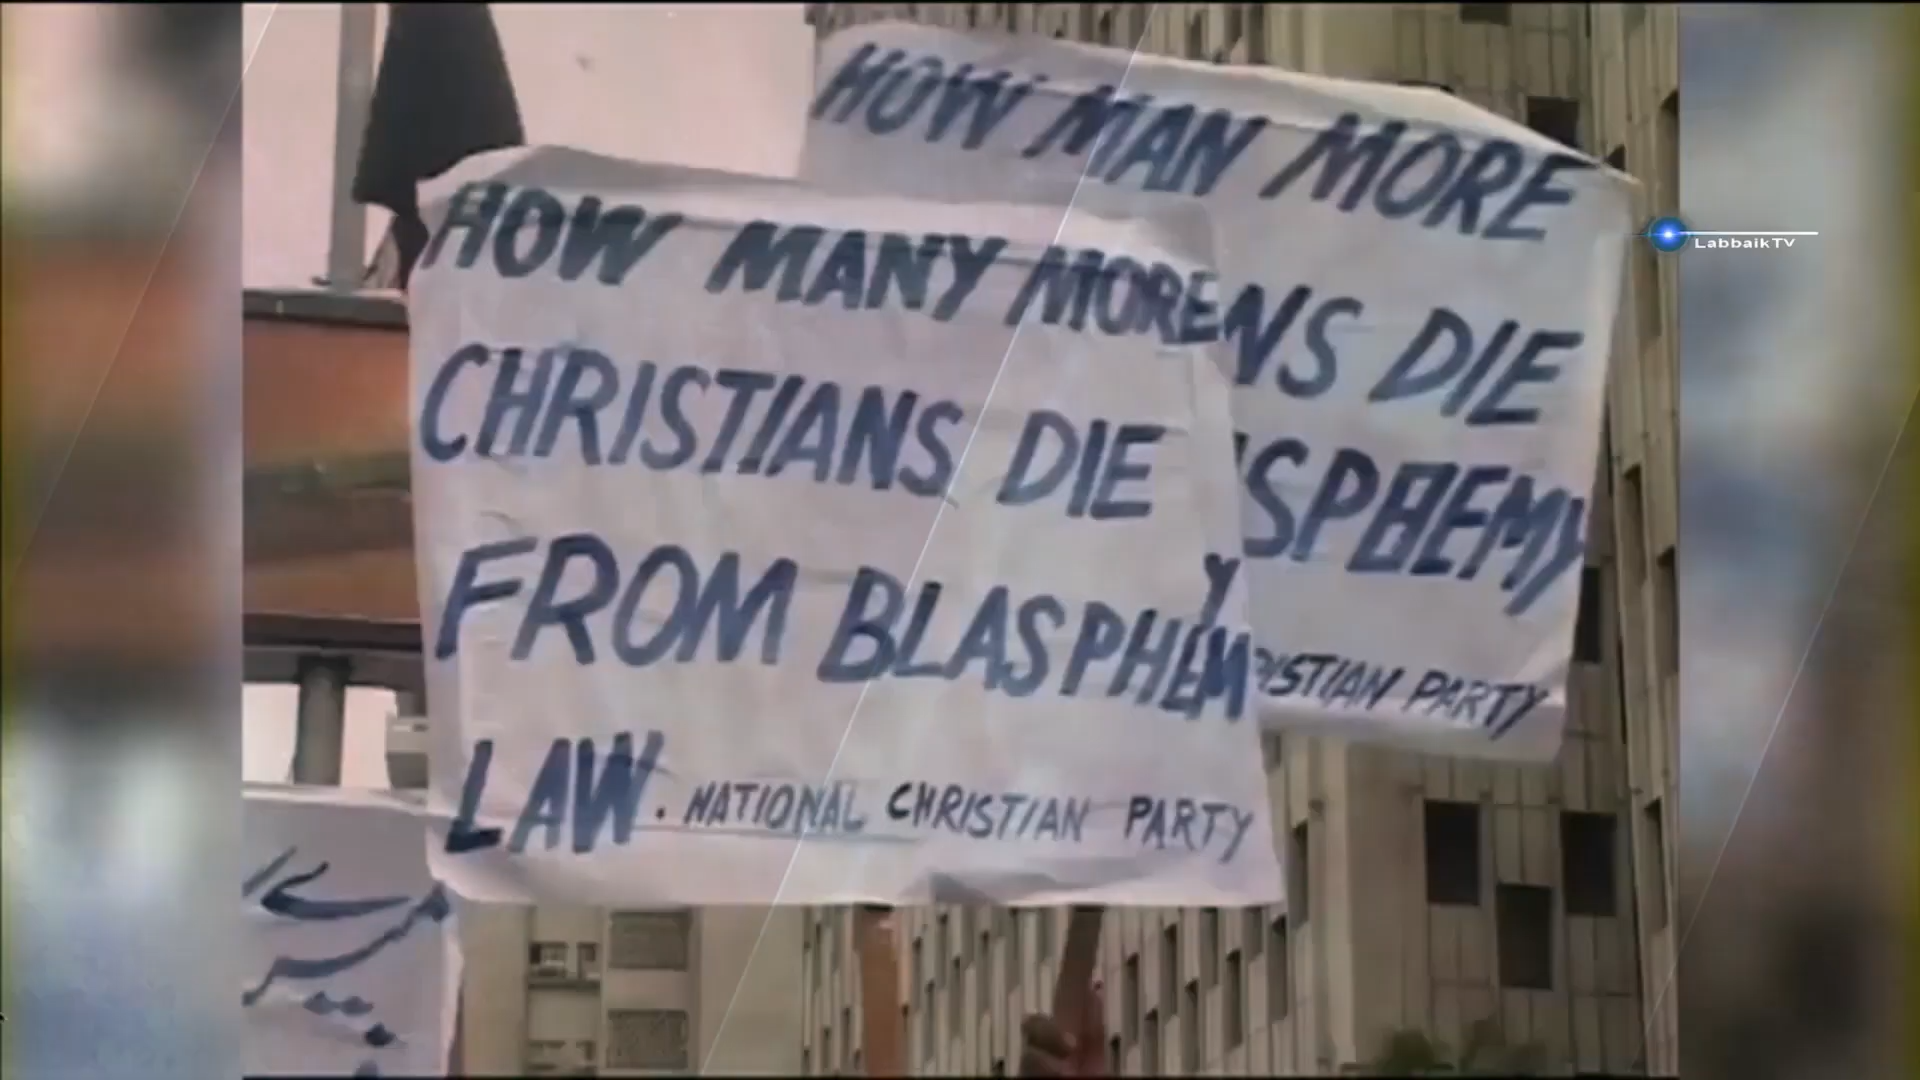 HOW MAN MORE
NS DIE
SPHEMY
RISTIAN PARTY
HOW MANY MORE
CHRISTIANS DIE
FROM BLASPHEMY
LAW. NATIONAL CHRISTIAN PARTY
LabbaikTV